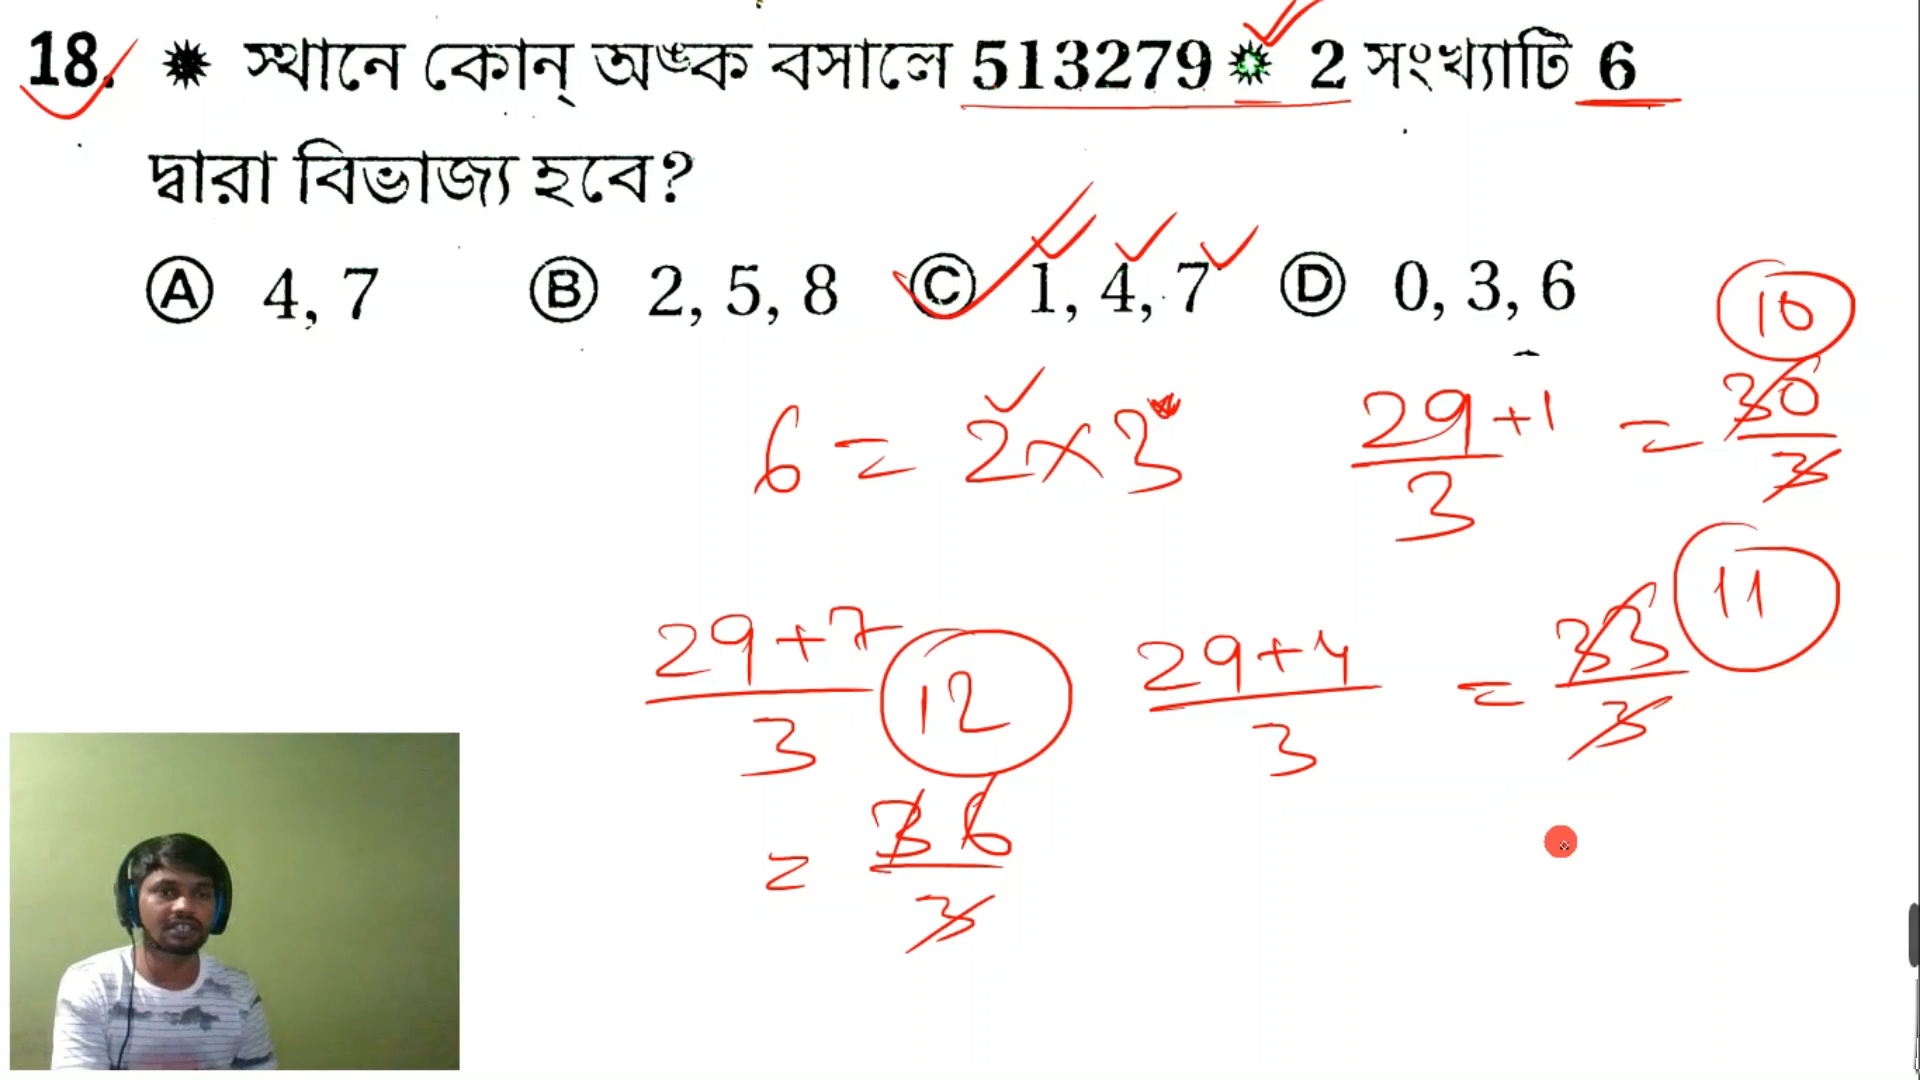 18. ✹ স্থানে কোন্ অঙ্ক বসালে 513279✹ 2 সংখ্যাটি 6
দ্বারা বিভাজ্য হবে?
Ⓐ 4, 7 Ⓑ 2, 5, 8 Ⓒ 1, 4, 7 Ⓓ 0, 3, 6
10
6 = 2 × 3
29 + 1 = 30
3 3
11
29 + 7
3
12
29 + 4 = 33
3 3
= 36
3